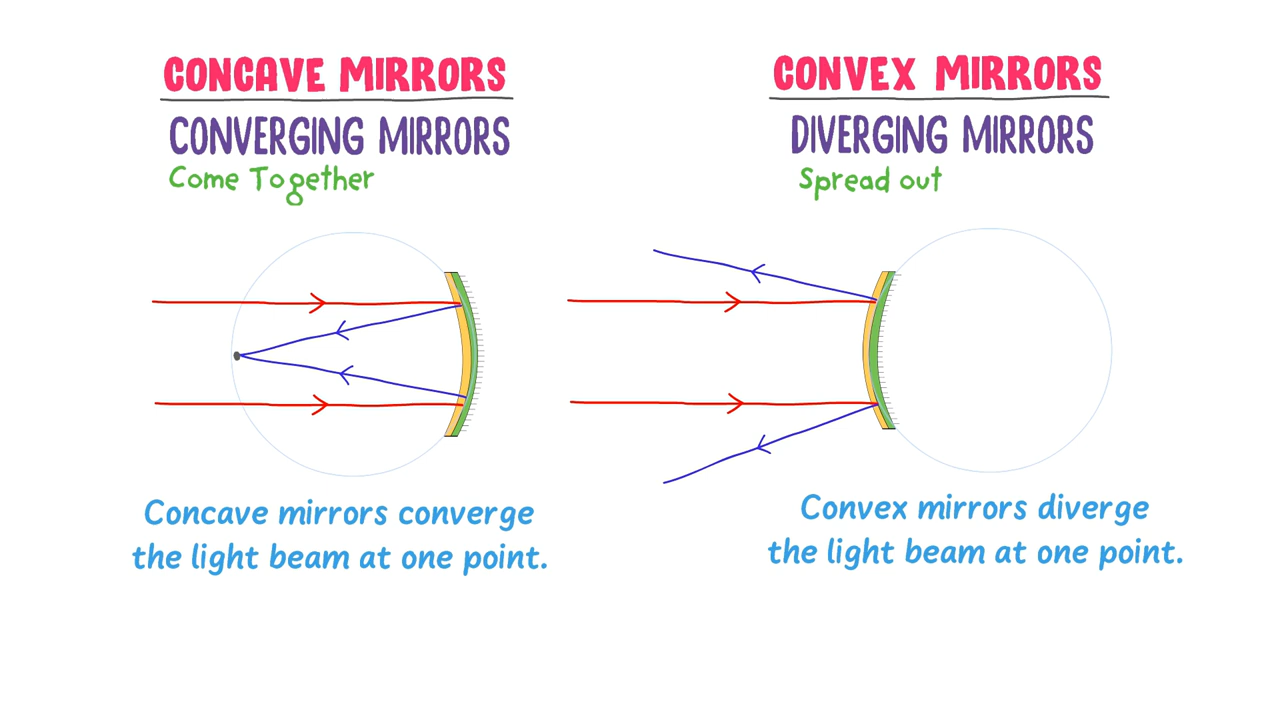 CONCAVE MIRRORS
CONVERGING MIRRORS
Come Together
Concave mirrors converge
the light beam at one point.
CONVEX MIRRORS
DIVERGING MIRRORS
Spread out
Convex mirrors diverge
the light beam at one point.